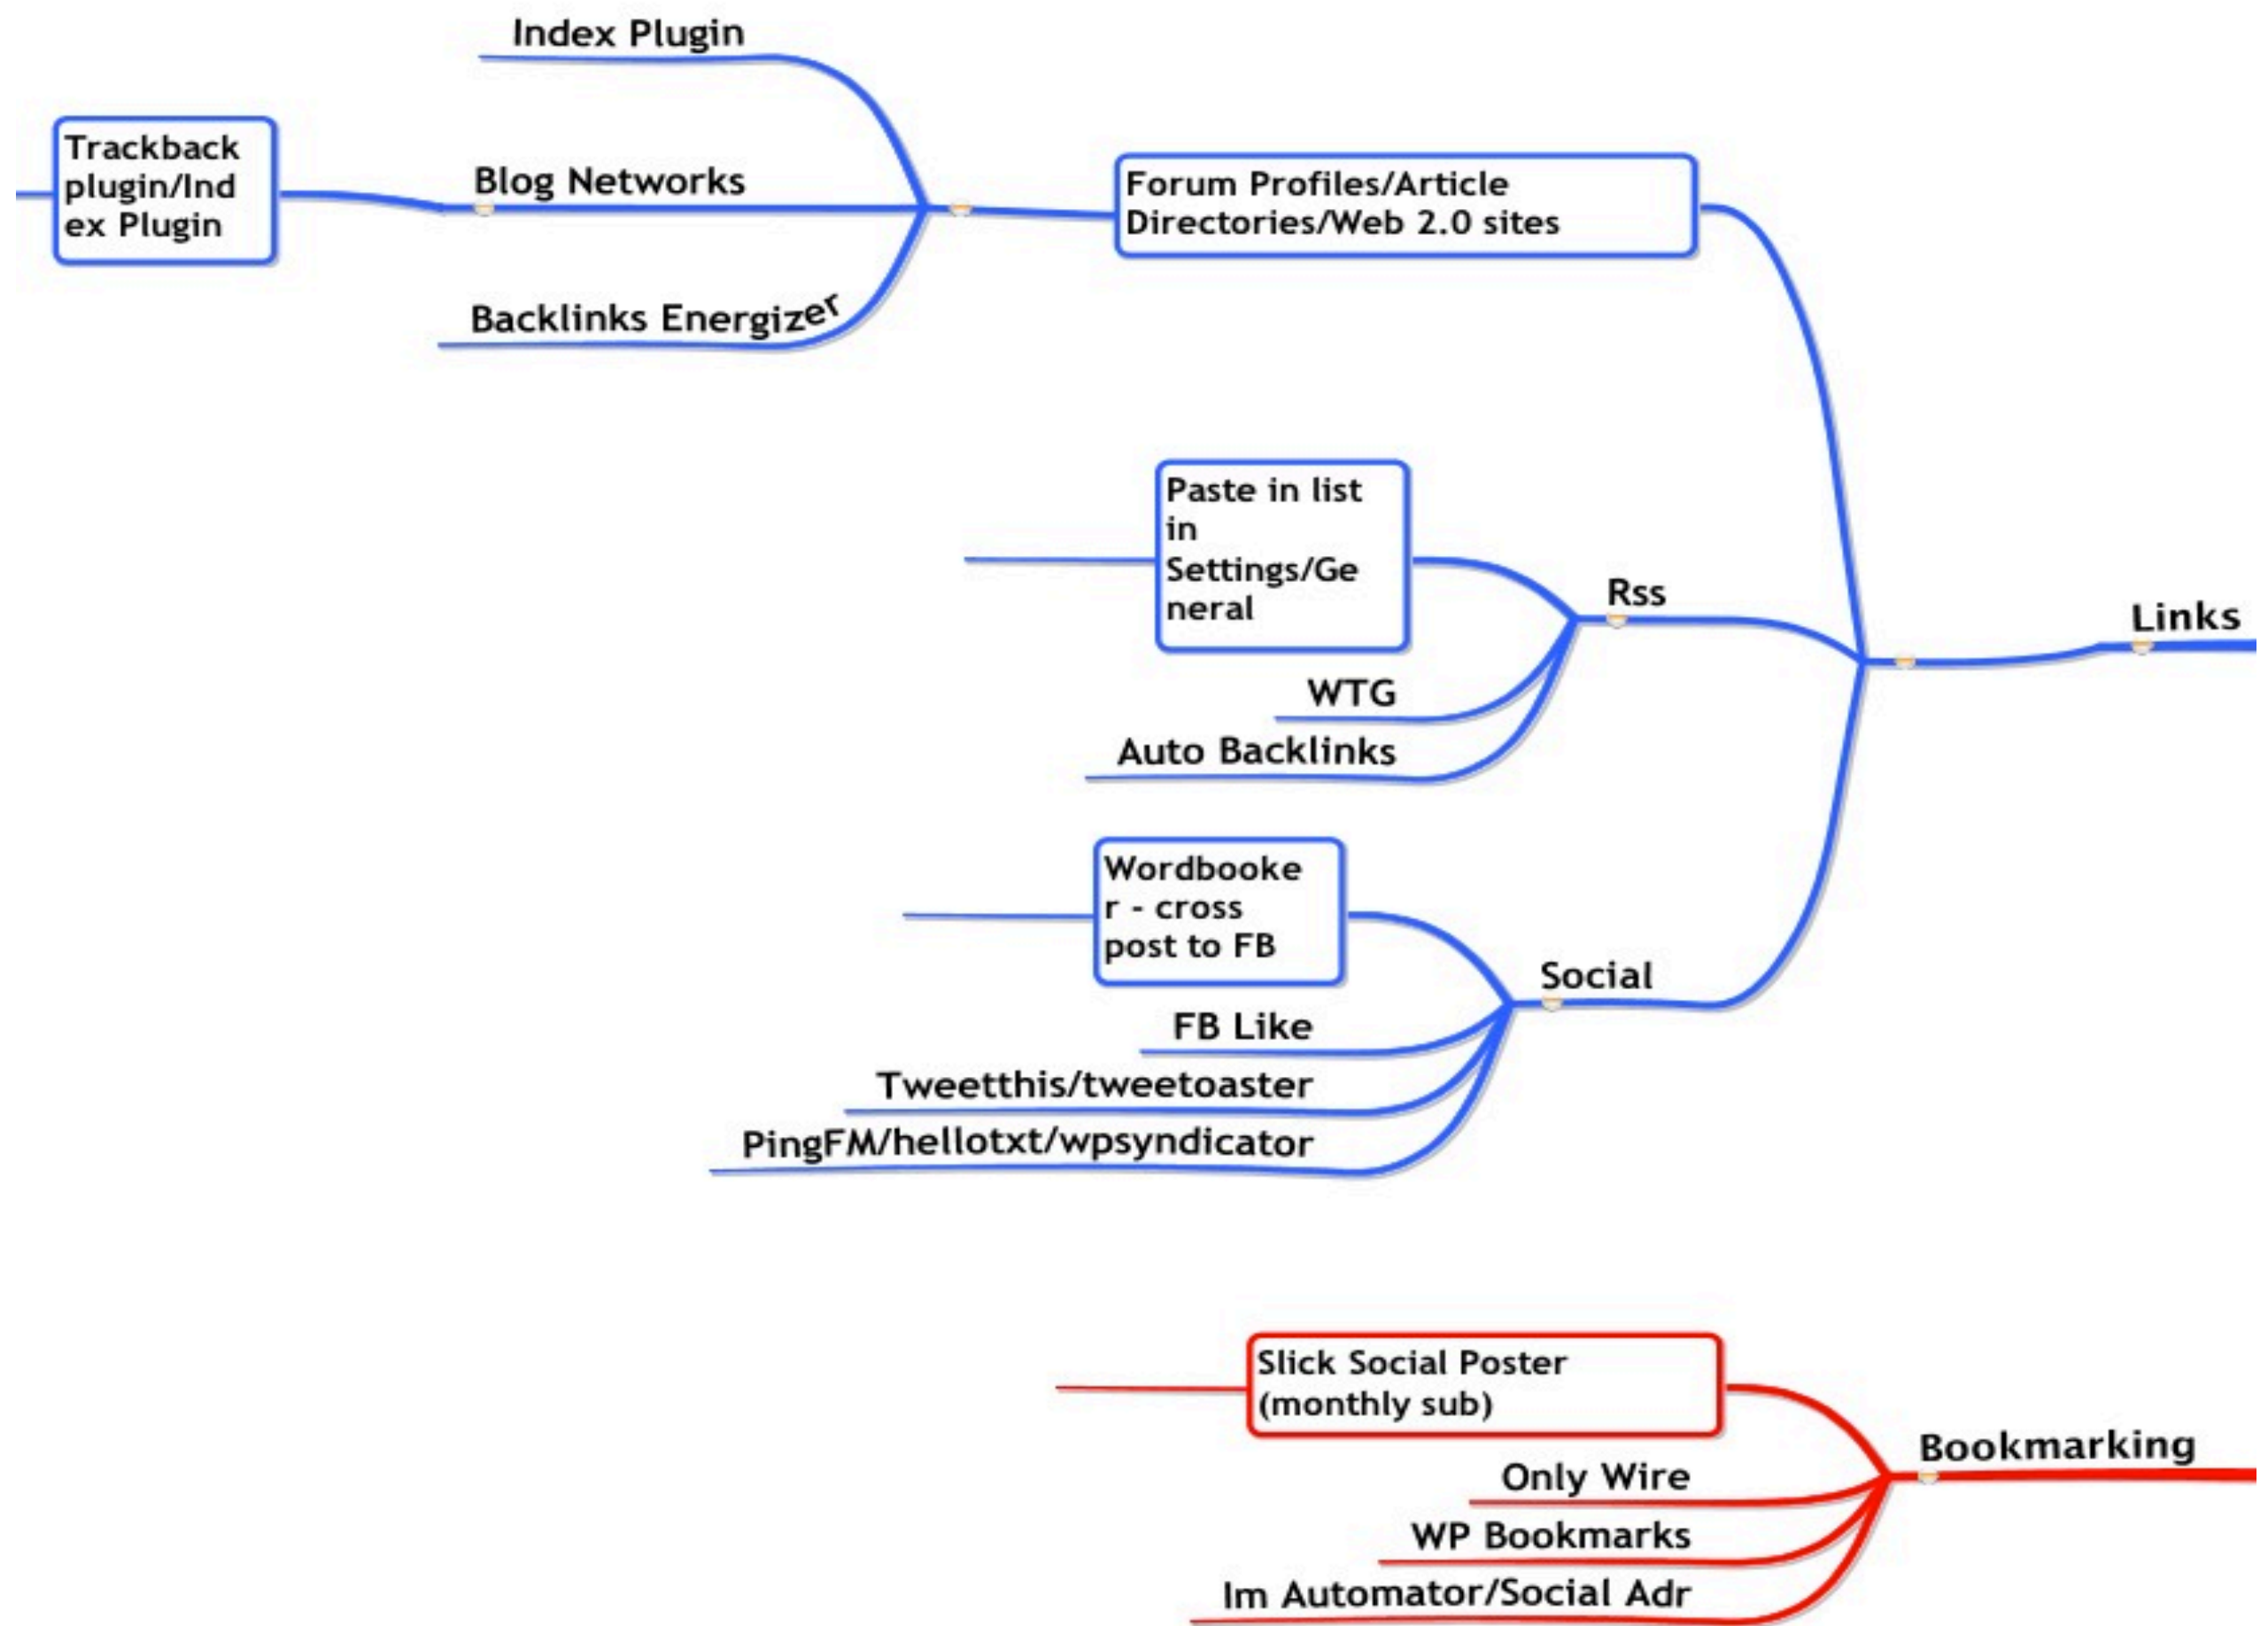 Index Plugin
Trackback
plugin/Ind
ex Plugin
Blog Networks
Backlinks Energizer
Forum Profiles/Article
Directories/Web 2.0 sites
Paste in list
in
Settings/Ge
neral
Rss
WTG
Auto Backlinks
Links
Wordbooke
r - cross
post to FB
Social
FB Like
Tweetthis/tweetoaster
PingFM/hellotxt/wpsyndicator
Slick Social Poster
(monthly sub)
Bookmarking
Only Wire
WP Bookmarks
Im Automator/Social Adr